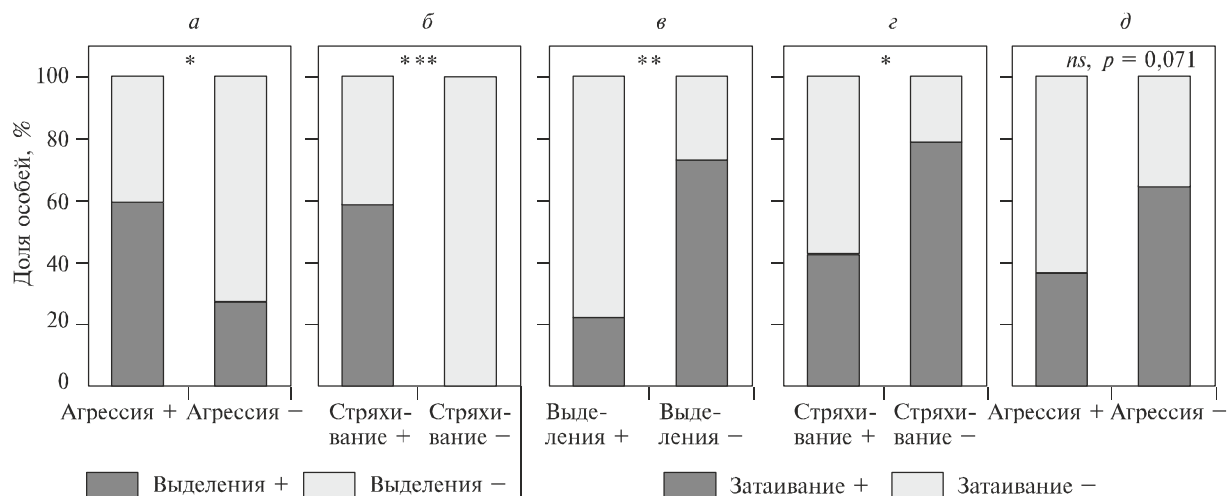 а б в г д
* *** ** * ns, p = 0,071
Доля особей, %
100
80
60
40
20
0
Агрессия + Агрессия −
Стряхи-
вание +
Стряхи-
вание −
Выде-
ления +
Выде-
ления −
Стряхи-
вание +
Стряхи-
вание −
Агрессия + Агрессия −
Выделения + Выделения −
Затаивание + Затаивание −